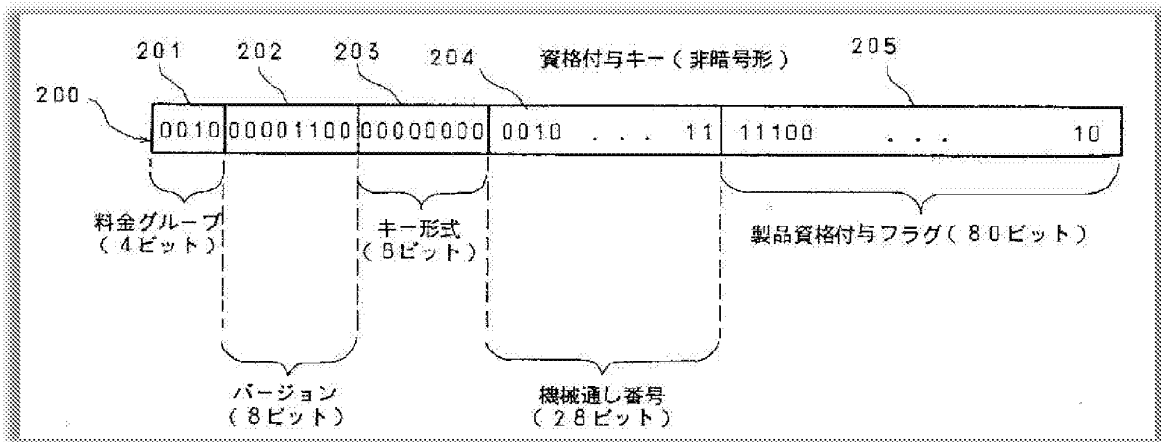 201
202
203
204
資格付与キー(非暗号形)
205
200
0010 00001100 00000000 0010 . . . 11 11100 . . . 10
料金グループ
(4ビット)
キー形式
(8ビット)
製品資格付与フラグ(80ビット)
バージョン
(8ビット)
機械通し番号
(28ビット)